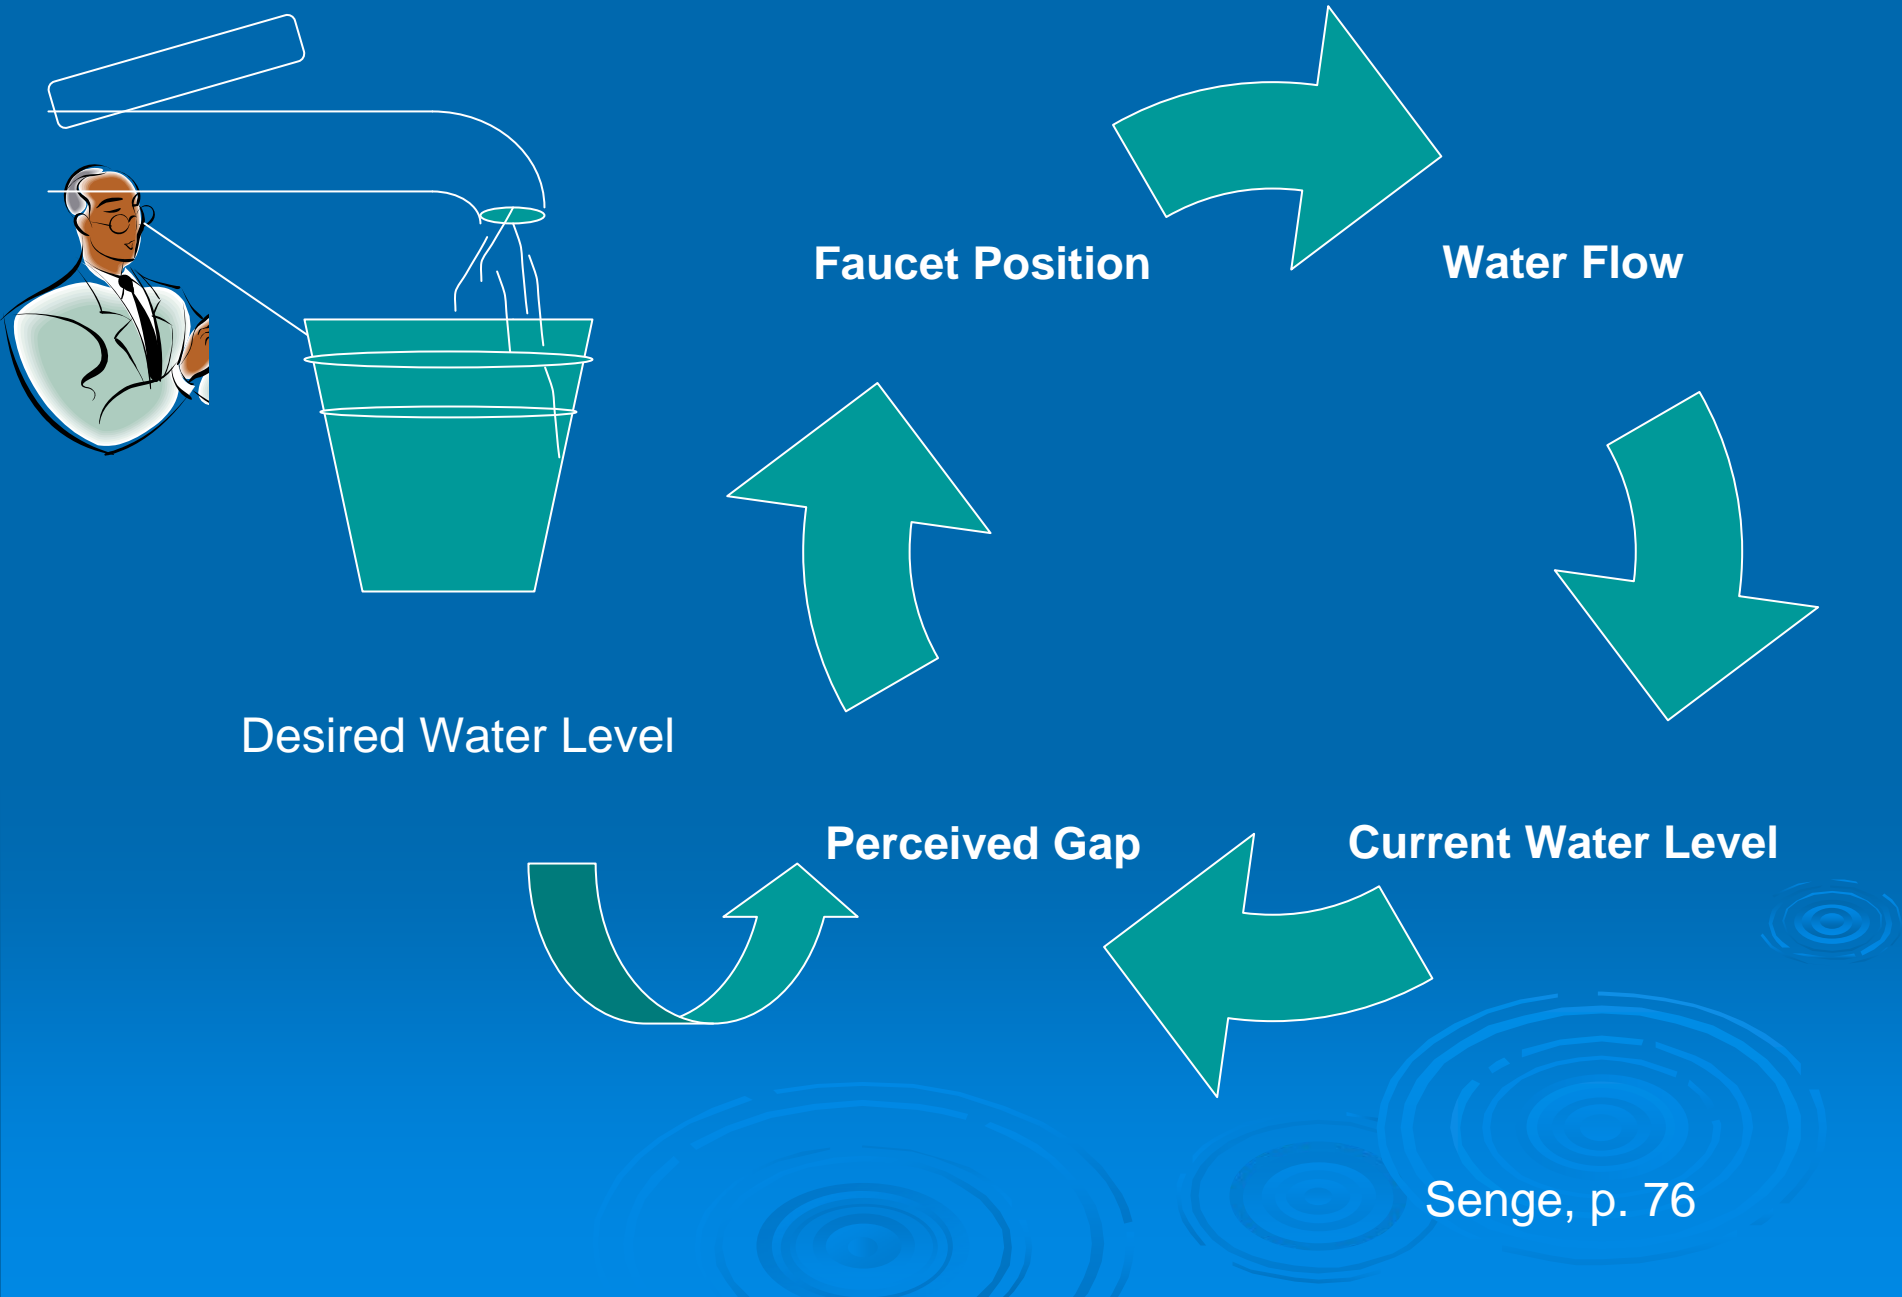 Faucet Position
Water Flow
Desired Water Level
Perceived Gap
Current Water Level
Senge, p. 76